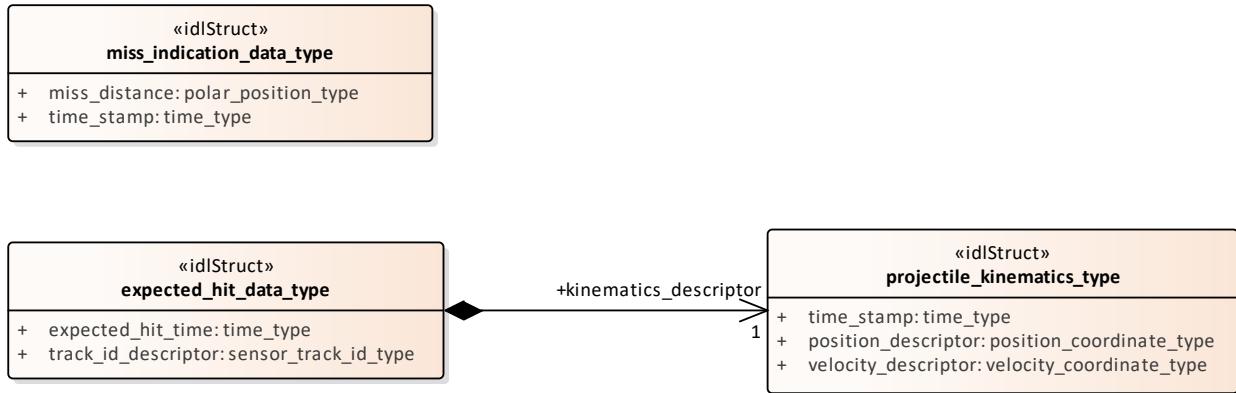 «idlStruct»
miss_indication_data_type
+ miss_distance: polar_position_type
+ time_stamp: time_type
«idlStruct»
expected_hit_data_type
+ expected_hit_time: time_type
+ track_id_descriptor: sensor_track_id_type
+kinematics_descriptor
1
«idlStruct»
projectile_kinematics_type
+ time_stamp: time_type
+ position_descriptor: position_coordinate_type
+ velocity_descriptor: velocity_coordinate_type